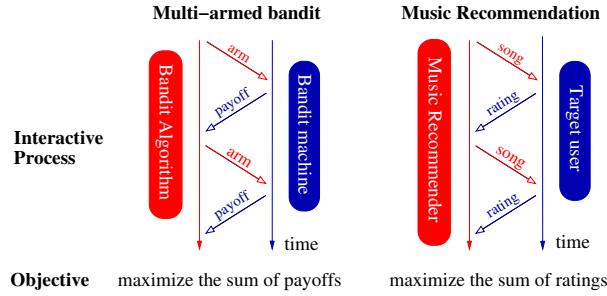 Multi-armed bandit
Music Recommendation
Interactive
Process
Bandit Algorithm
arm
payoff
arm
payoff
Bandit machine
time
Music Recommender
song
rating
song
rating
Target user
time
Objective
maximize the sum of payoffs
maximize the sum of ratings